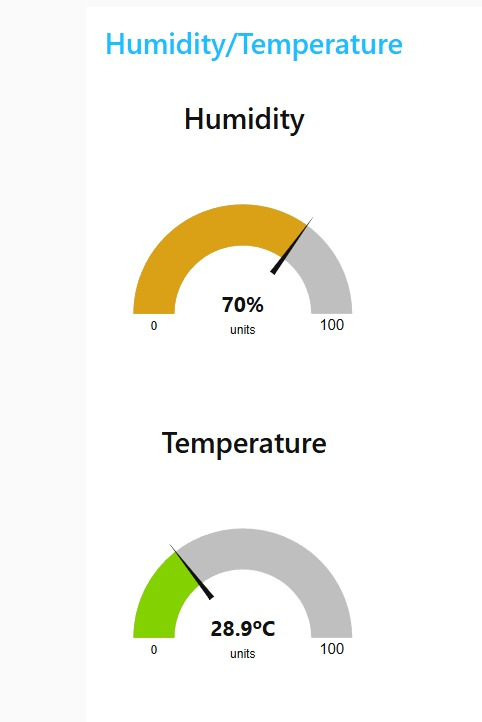 Humidity/Temperature
Humidity
70%
0
units
100
Temperature
28.9ºC
0
units
100